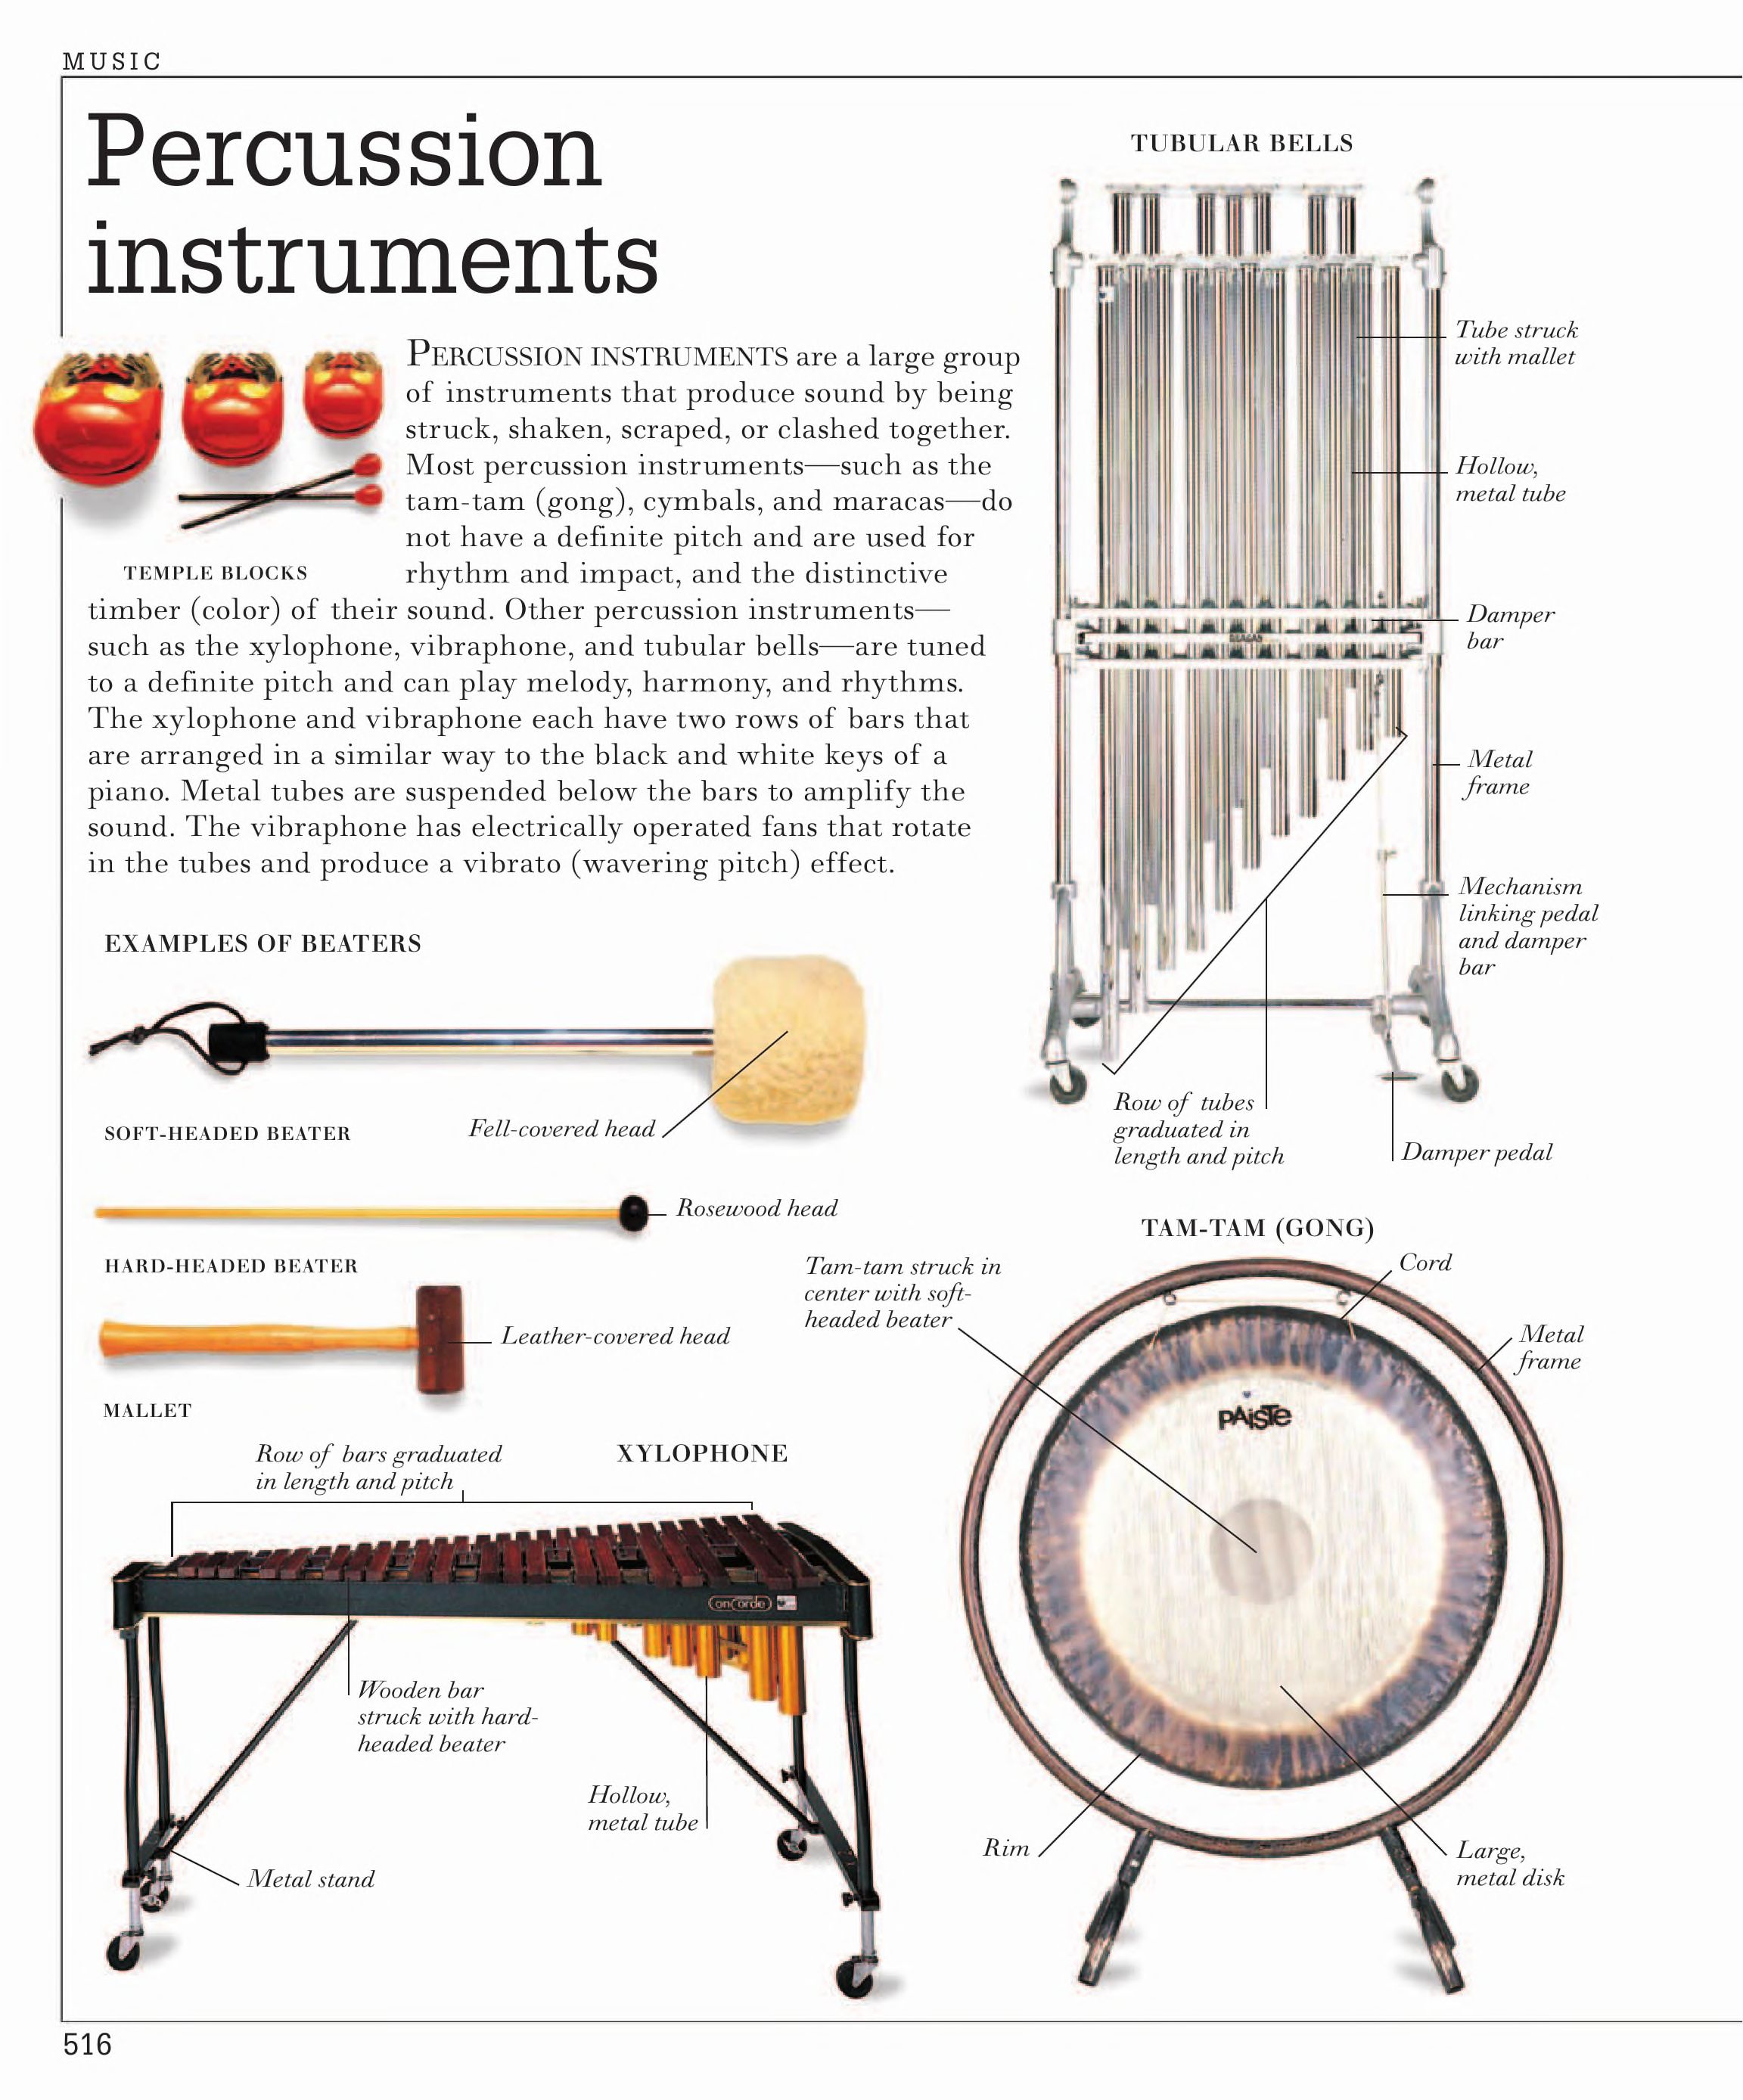 MUSIC
Percussion
instruments
PERCUSSION INSTRUMENTS are a large group
of instruments that produce sound by being
struck, shaken, scraped, or clashed together.
Most percussion instruments—such as the
tam-tam (gong), cymbals, and maracas—do
not have a definite pitch and are used for
rhythm and impact, and the distinctive
timber (color) of their sound. Other percussion instruments—
such as the xylophone, vibraphone, and tubular bells—are tuned
to a definite pitch and can play melody, harmony, and rhythms.
The xylophone and vibraphone each have two rows of bars that
are arranged in a similar way to the black and white keys of a
piano. Metal tubes are suspended below the bars to amplify the
sound. The vibraphone has electrically operated fans that rotate
in the tubes and produce a vibrato (wavering pitch) effect.
TEMPLE BLOCKS
EXAMPLES OF BEATERS
SOFT-HEADED BEATER
Fell-covered head
Rosewood head
HARD-HEADED BEATER
Leather-covered head
MALLET
TUBULAR BELLS
Tube struck
with mallet
Hollow,
metal tube
Damper
bar
Metal
frame
Mechanism
linking pedal
and damper
bar
Row of tubes
graduated in
length and pitch
Damper pedal
XYLOPHONE
Row of bars graduated
in length and pitch
Wooden bar
struck with hard-
headed beater
Hollow,
metal tube
Metal stand
TAM-TAM (GONG)
Tam-tam struck in
center with soft-
headed beater
Cord
Metal
frame
PAiSTe
Rim
Large,
metal disk
516